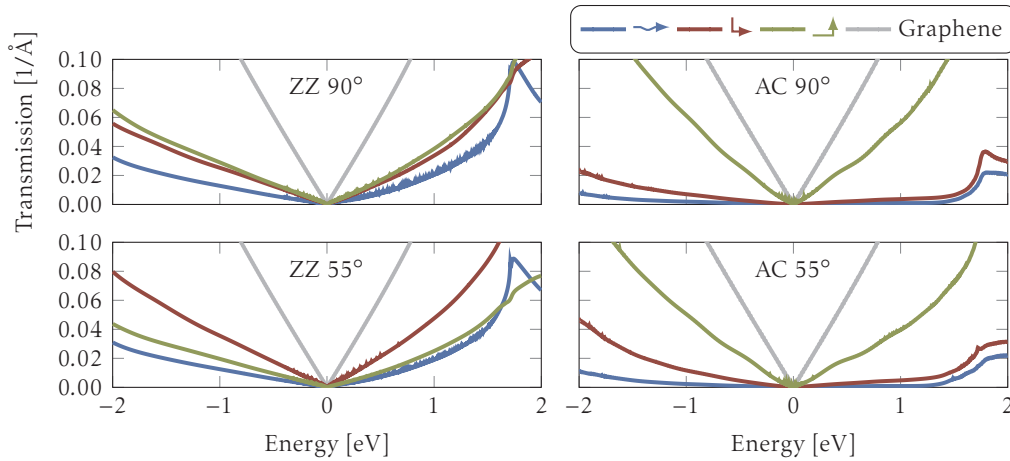 Graphene
Transmission [1/Å]
0.10
0.08
0.06
0.04
0.02
0.00
ZZ 90°
AC 90°
0.10
0.08
0.06
0.04
0.02
0.00
ZZ 55°
AC 55°
−2 −1 0 1 2
−2 −1 0 1 2
Energy [eV]
Energy [eV]